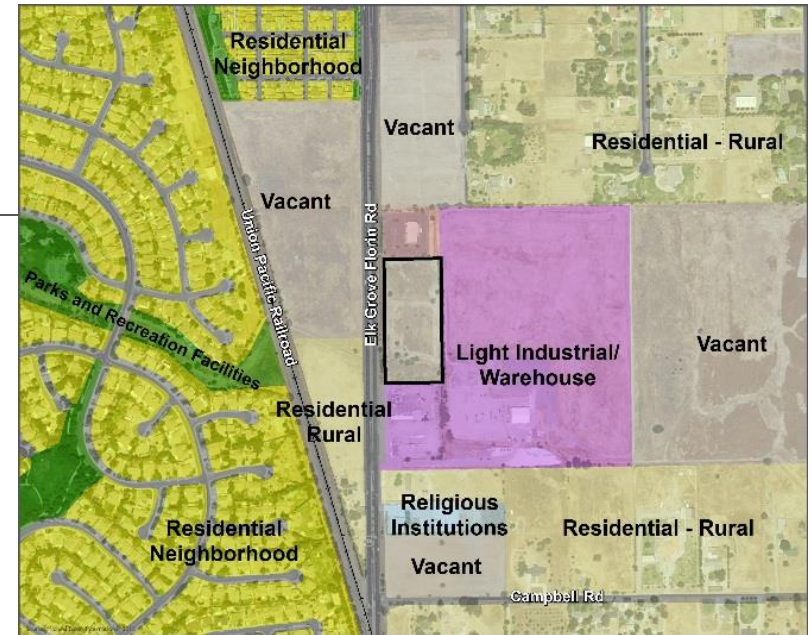 Residential
Neighborhood
Vacant
Residential - Rural
Vacant
Union Pacific Railroad
Elk Grove Florin Rd
Parks and Recreation Facilities
Light Industrial/
Warehouse
Vacant
Residential
Rural
Religious
Institutions
Residential - Rural
Residential
Neighborhood
Vacant
Campbell Rd